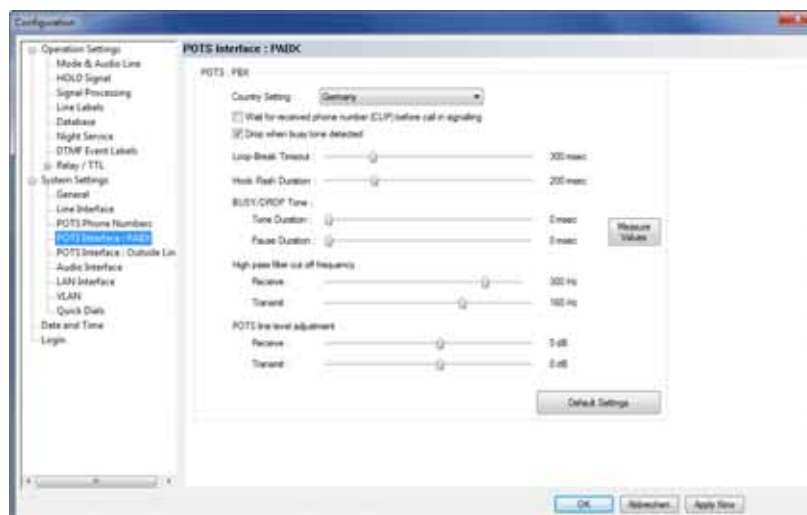 Configuration
Operation Settings
Mode & Audio Line
HOLD Signal
Signal Processing
Line Labels
Database
Night Service
DTMF Event Labels
Relay / TTL
System Settings
General
Line Interface
POTS Phone Numbers
POTS Interface : PABX
POTS Interface : Outside Lin
Audio Interface
LAN Interface
VLAN
Quick Dials
Date and Time
Login
POTS Interface : PABX
POTS : PBX
Country Setting : Germany
Wait for received phone number (CLIP) before call in signalling
Drop when busy tone detected
Loop-Break Timeout : 300 msec
Hook Flash Duration : 200 msec
BUSY/DROP Tone :
Tone Duration : 0 msec
Pause Duration : 0 msec
Measure Values
High pass filter cut off frequency
Receive 300 Hz
Transmit 160 Hz
POTS line level adjustment
Receive
Transmit 0 dB
Default Settings
OK Abbrechen Apply Now